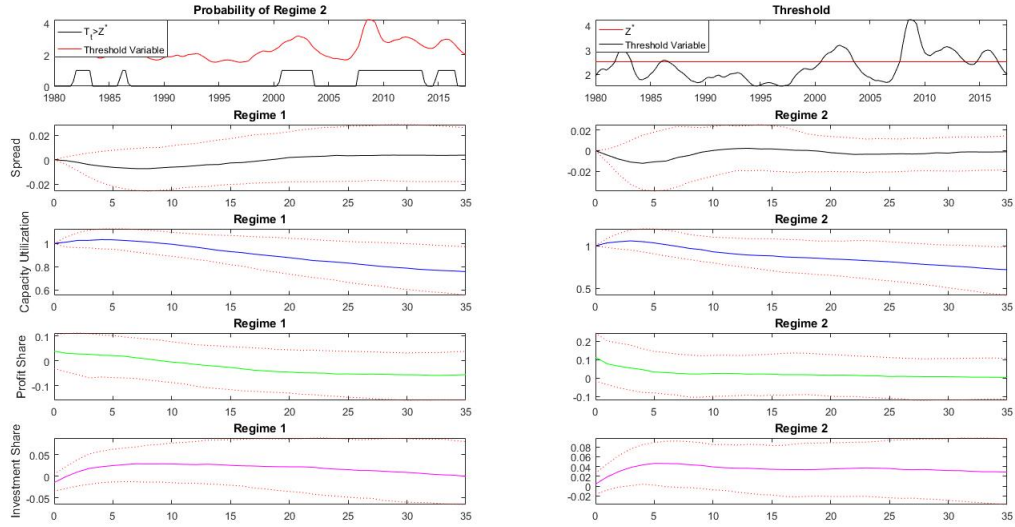 Probability of Regime 2
4
2
0
T_t>Z*
Threshold Variable
1980 1985 1990 1995 2000 2005 2010 2015
Threshold
4
3
2
Z*
Threshold Variable
1980 1985 1990 1995 2000 2005 2010 2015
Regime 1
Spread
0.02
0
-0.02
0 5 10 15 20 25 30 35
Regime 2
0.02
0
-0.02
0 5 10 15 20 25 30 35
Regime 1
Capacity Utilization
1
0.8
0.6
0 5 10 15 20 25 30 35
Regime 2
1
0.5
0 5 10 15 20 25 30 35
Regime 1
Profit Share
0.1
0
-0.1
0 5 10 15 20 25 30 35
Regime 2
0.2
0.1
0
-0.1
0 5 10 15 20 25 30 35
Regime 1
Investment Share
0.05
0
-0.05
0 5 10 15 20 25 30 35
Regime 2
0.08
0.06
0.04
0.02
0
-0.02
0 5 10 15 20 25 30 35